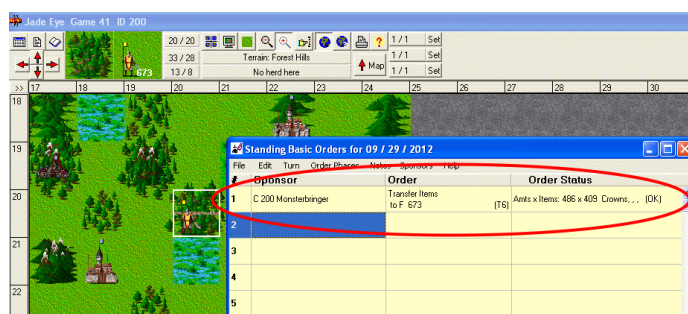 Jade Eye Game 41 ID 200
20 / 20
1 / 1 Set
673
33 / 28
Terrain: Forest Hills
Map
1 / 1 Set
13 / 8
No herd here
1 / 1 Set
>> 17 18 19 20 21 22 23 24 25 26 27 28 29 30
18
19
Standing Basic Orders for 09 / 29 / 2012
File Edit Turn Order Phases Notes Sponsors Help
# Sponsor Order Order Status
20
1 C 200 Monsterbringer Transfer Items
to F 673 (T6) Amts x Items: 486 x 409 Crowns, , , (OK)
2
21
3
4
22
5